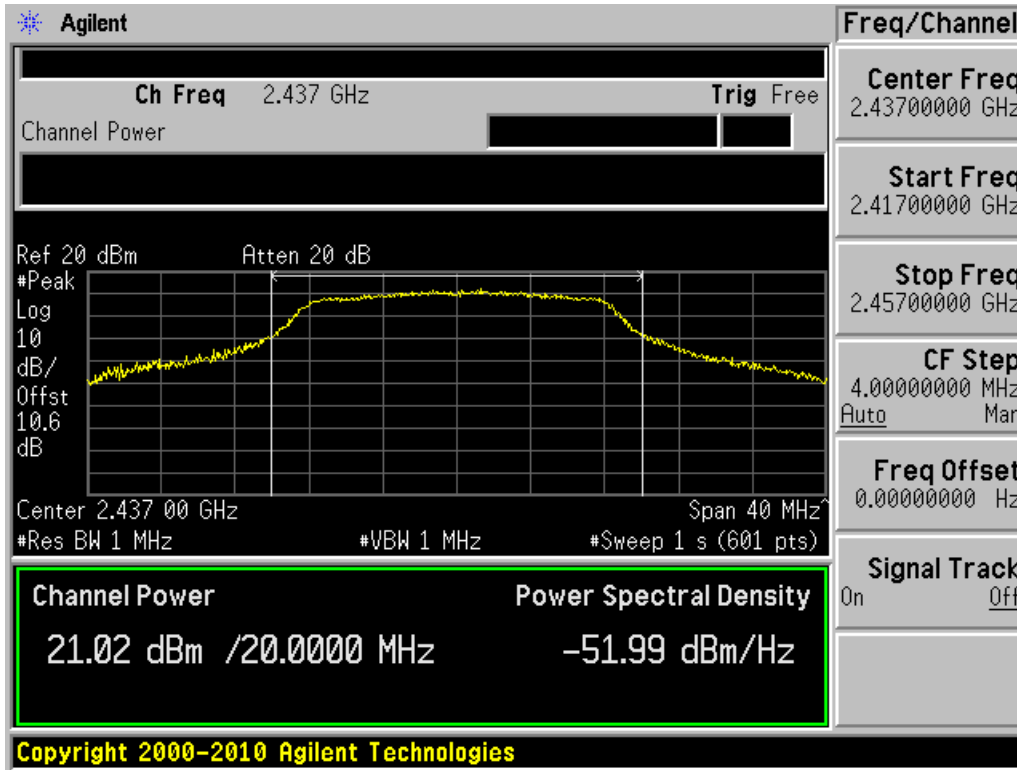 Agilent
Freq/Channel
Ch Freq 2.437 GHz Trig Free
Channel Power
Center Freq
2.43700000 GHz
Start Freq
2.41700000 GHz
Stop Freq
2.45700000 GHz
CF Step
4.00000000 MHz
Auto Man
Freq Offset
0.00000000 Hz
Signal Track
On Off
Ref 20 dBm Atten 20 dB
#Peak
Log
10
dB/
Offst
10.6
dB
Center 2.437 00 GHz Span 40 MHz^
#Res BW 1 MHz #VBW 1 MHz #Sweep 1 s (601 pts)
Channel Power Power Spectral Density
21.02 dBm /20.0000 MHz -51.99 dBm/Hz
Copyright 2000-2010 Agilent Technologies